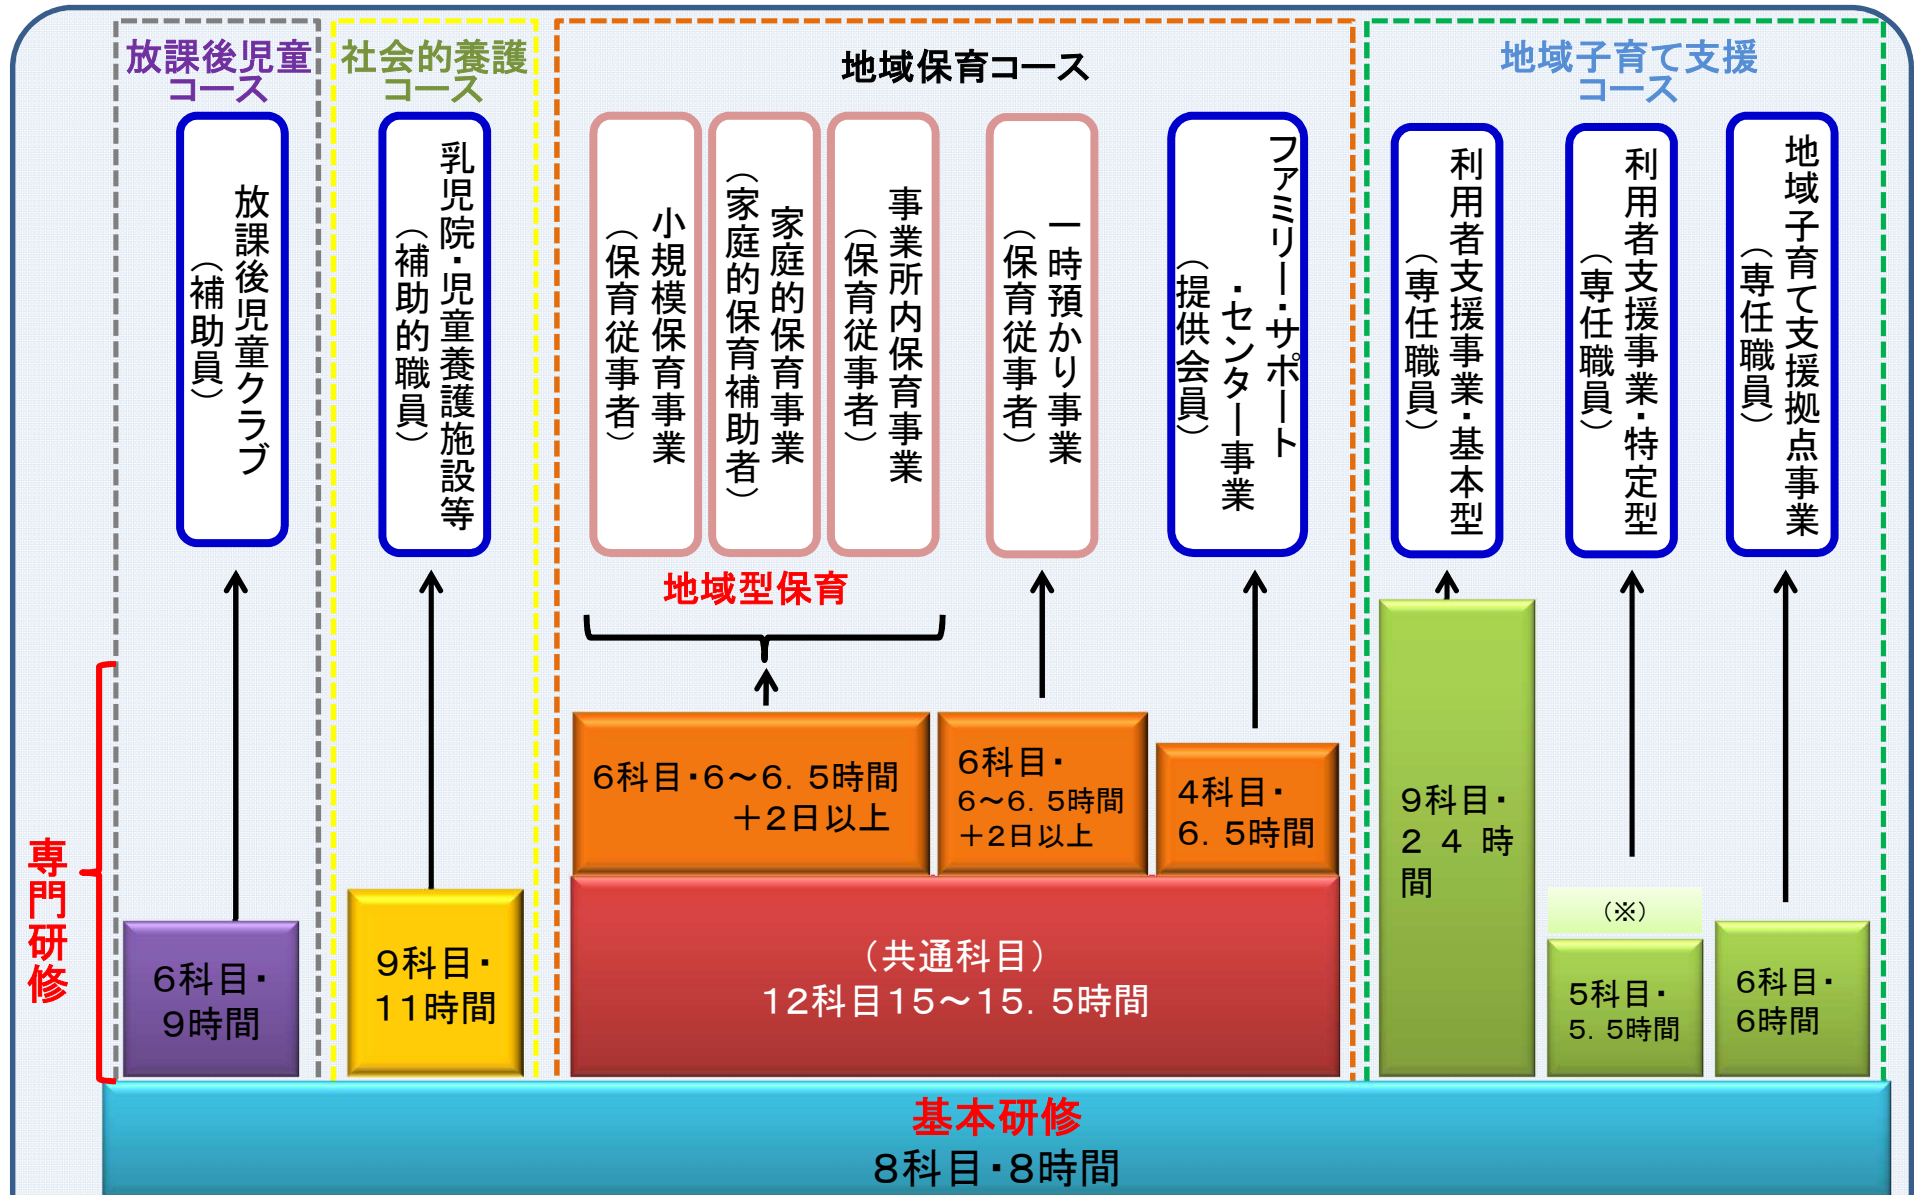 放課後児童
コース
社会的養護
コース
地域保育コース
地域子育て支援
コース
放課後児童クラブ
（補助員）
乳児院・児童養護施設等
（補助的職員）
小規模保育事業
（保育従事者）
家庭的保育事業
（家庭的保育補助者）
事業所内保育事業
（保育従事者）
一時預かり事業
（保育従事者）
ファミリー・サポート
・センター事業
（提供会員）
利用者支援事業・基本型
（専任職員）
利用者支援事業・特定型
（専任職員）
地域子育て支援拠点事業
（専任職員）
地域型保育
専門研修
6科目・6～6．5時間
＋2日以上
6科目・
6～6．5時間
＋2日以上
4科目・
6．5時間
9科目・
２４時
間
（※）
5科目・
5．5時間
6科目・
6時間
6科目・
9時間
9科目・
11時間
（共通科目）
12科目15～15．5時間
基本研修
8科目・8時間